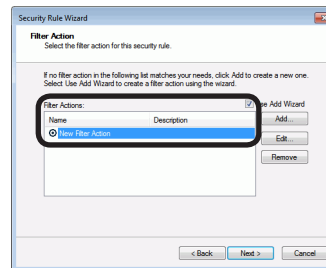 Security Rule Wizard
Filter Action
Select the filter action for this security rule.
If no filter action in the following list matches your needs, click Add to create a new one.
Select Use Add Wizard to create a filter action using the wizard.
Filter Actions:
se Add Wizard
Name Description
New Filter Action
Add...
Edit...
Remove
< Back Next > Cancel